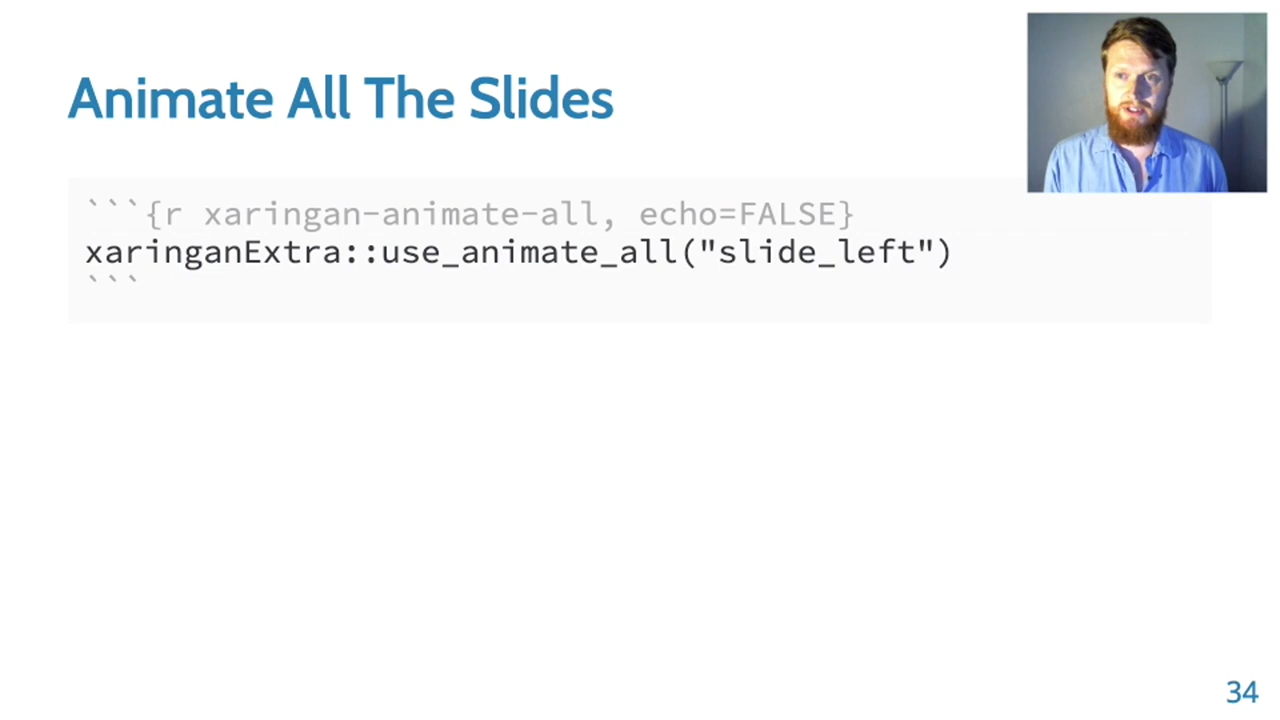 Animate All The Slides
```{r xaringan-animate-all, echo=FALSE}
xaringanExtra::use_animate_all("slide_left")
```
34